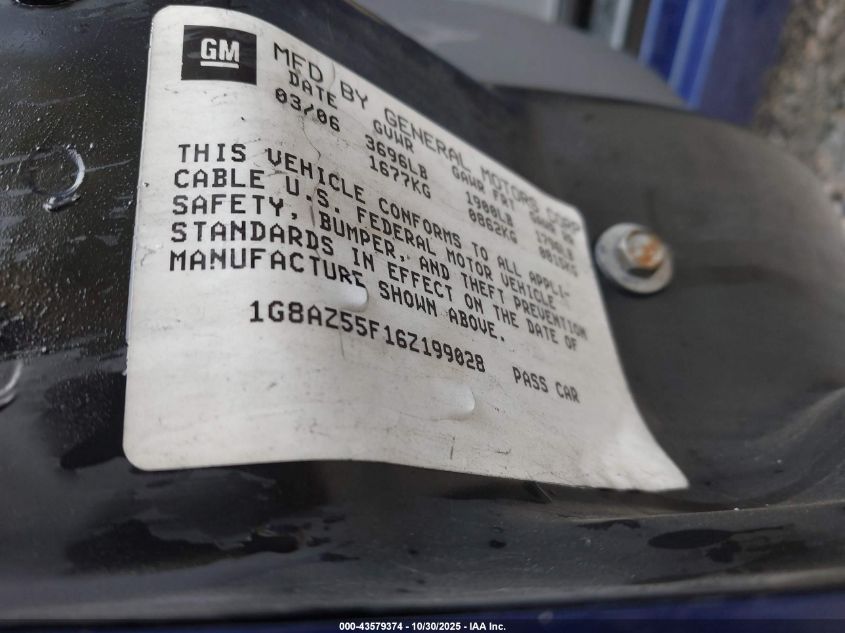 GM
MFD BY GENERAL MOTORS CORP
DATE GVWR GAWR FRT GAWR RR
03/06 3696LB 1900LB 1798LB
1677KG 0862KG 0815KG
THIS VEHICLE CONFORMS TO ALL APPLI-
CABLE U.S. FEDERAL MOTOR VEHICLE
SAFETY, BUMPER, AND THEFT PREVENTION
STANDARDS IN EFFECT ON THE DATE OF
MANUFACTURE SHOWN ABOVE.
1G8AZ55F16Z199028 PASS CAR
000-43579374 | 10/30/2025 - IAA Inc.